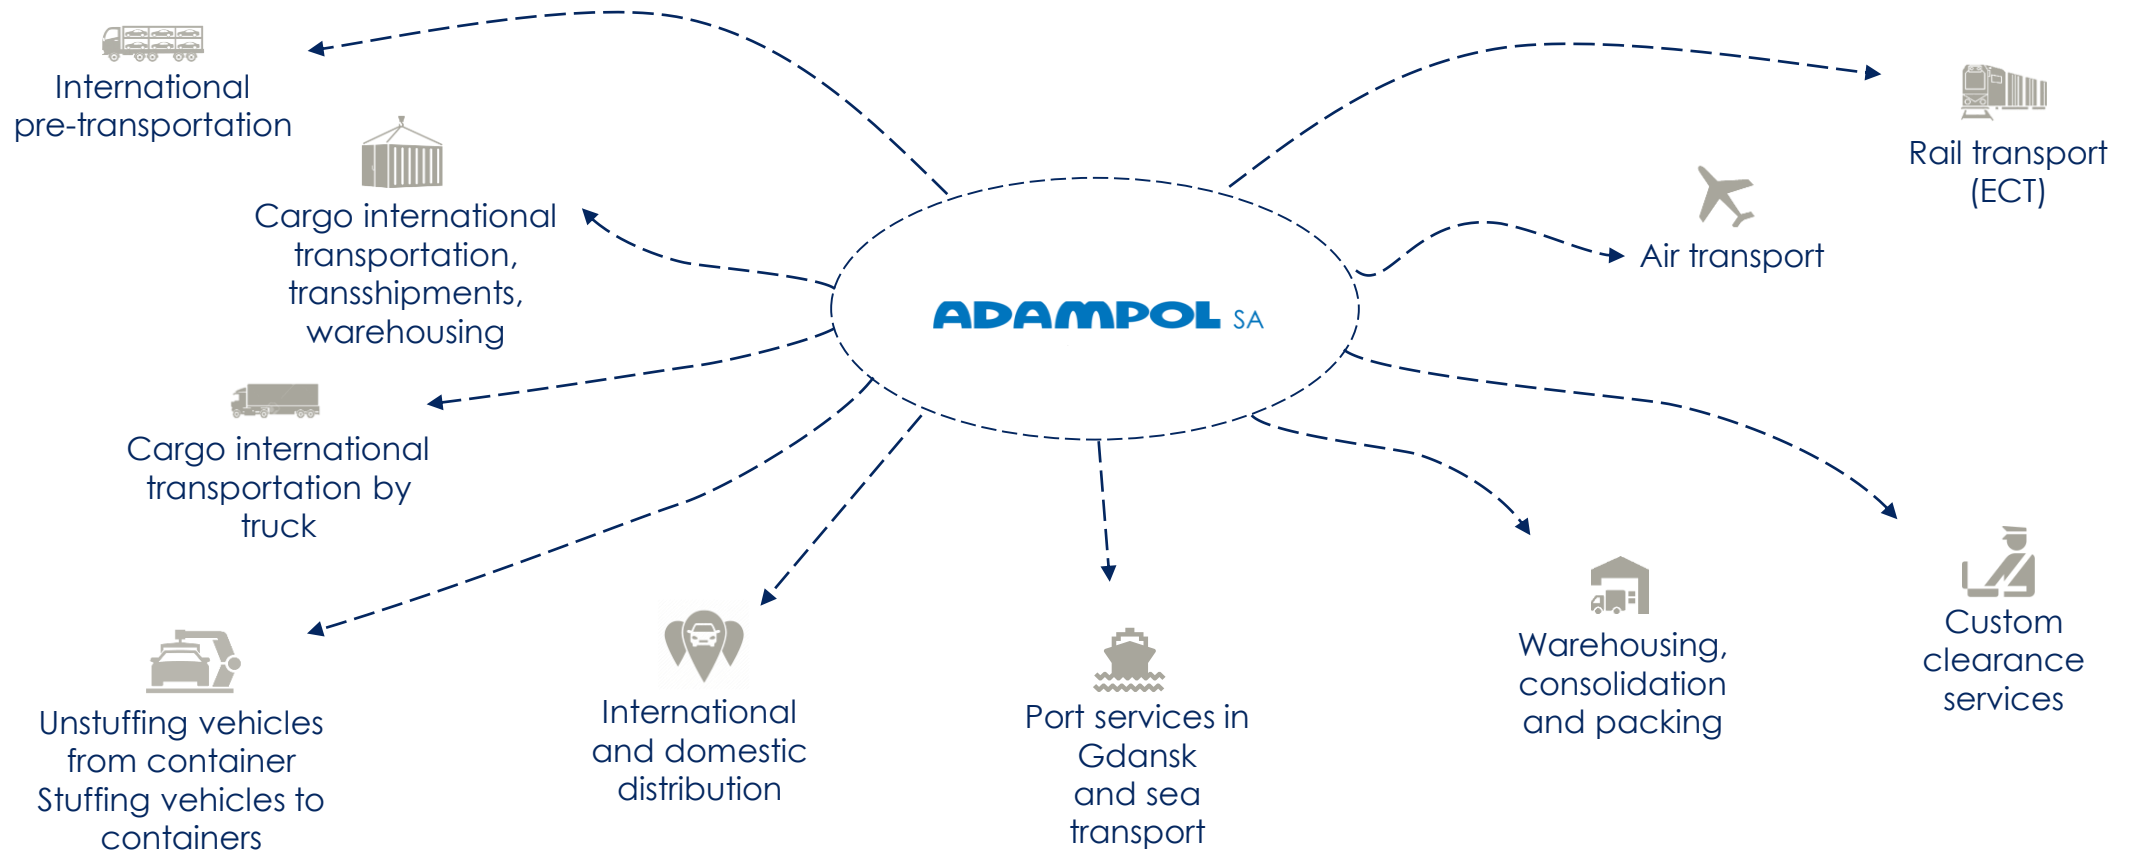 International
pre-transportation
Cargo international
transportation,
transshipments,
warehousing
Cargo international
transportation by
truck
Unstuffing vehicles
from container
Stuffing vehicles to
containers
International
and domestic
distribution
Port services in
Gdansk
and sea
transport
Warehousing,
consolidation
and packing
Custom
clearance
services
Air transport
Rail transport
(ECT)
ADAMPOL SA